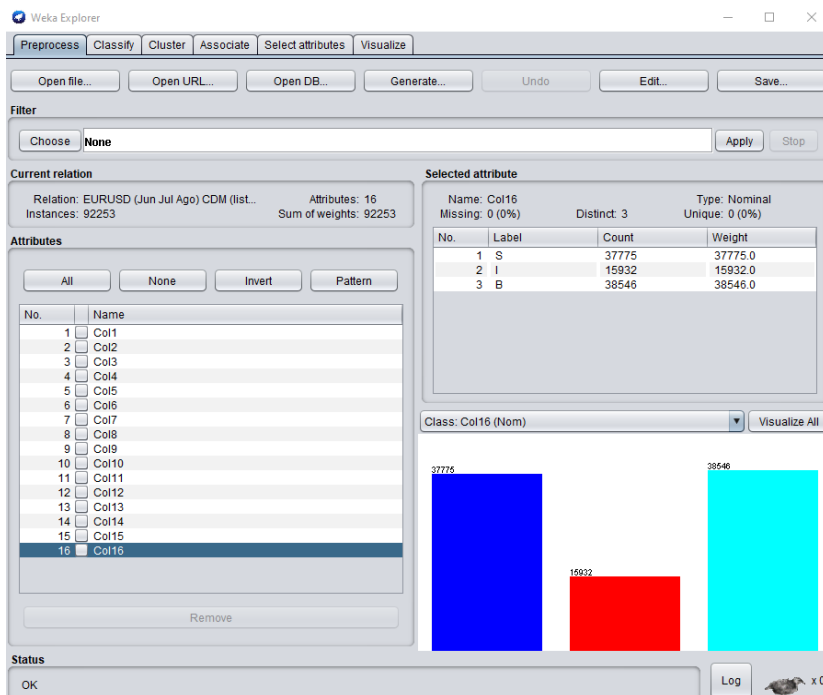 Weka Explorer
Preprocess Classify Cluster Associate Select attributes Visualize
Open file... Open URL... Open DB... Generate... Undo Edit... Save...
Filter
Choose None Apply Stop
Current relation
Relation: EURUSD (Jun Jul Ago) CDM (list... Attributes: 16
Instances: 92253 Sum of weights: 92253
Attributes
All None Invert Pattern
No. Name
1 Col1
2 Col2
3 Col3
4 Col4
5 Col5
6 Col6
7 Col7
8 Col8
9 Col9
10 Col10
11 Col11
12 Col12
13 Col13
14 Col14
15 Col15
16 Col16
Remove
Selected attribute
Name: Col16 Type: Nominal
Missing: 0 (0%) Distinct: 3 Unique: 0 (0%)
No. Label Count Weight
1 S 37775 37775.0
2 I 15932 15932.0
3 B 38546 38546.0
Class: Col16 (Nom) Visualize All
37775
15932
38546
Status
OK
Log x 0